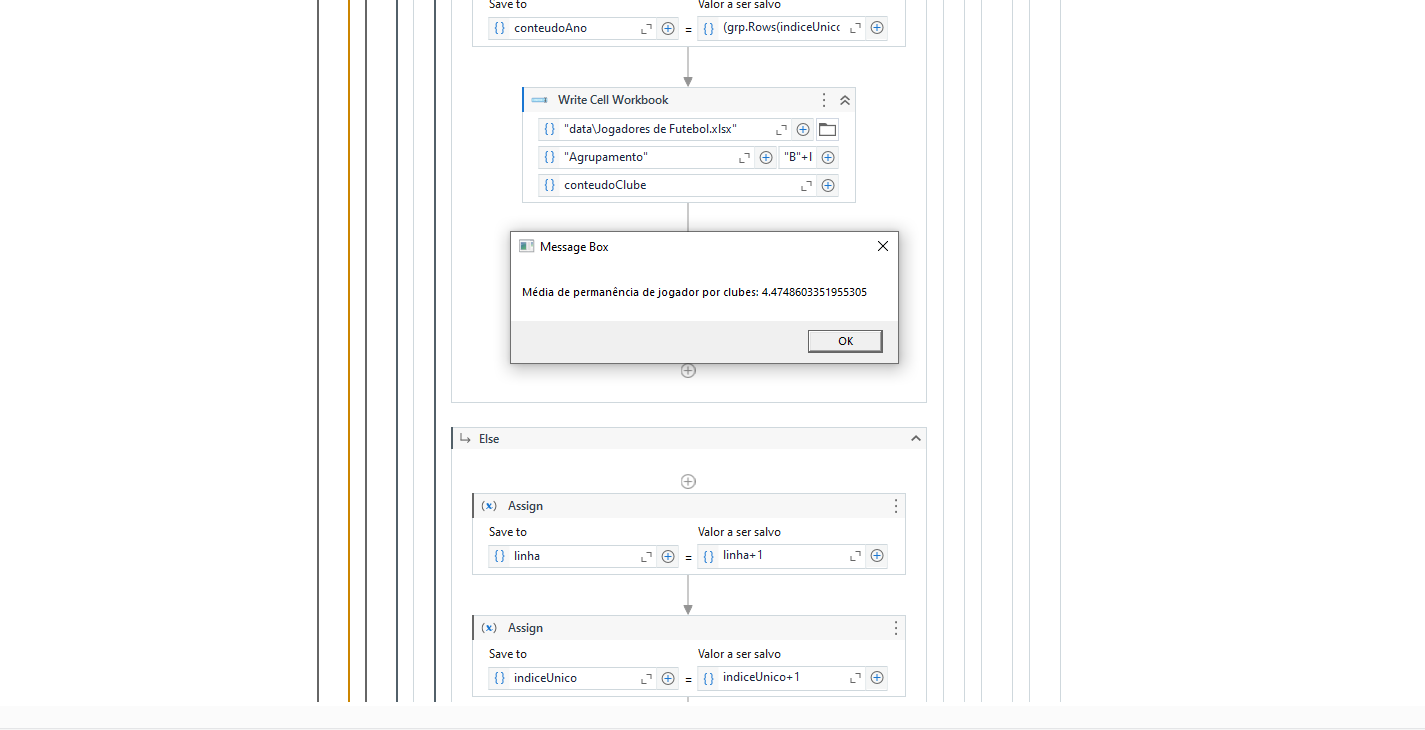 Save to Valor a ser salvo
{} conteudoAno = {} (grp.Rows(indiceUnico
Write Cell Workbook
{} "data\Jogadores de Futebol.xlsx"
{} "Agrupamento" "B"+l
{} conteudoClube
Message Box
Média de permanência de jogador por clubes: 4.4748603351955305
OK
Else
(x) Assign
Save to Valor a ser salvo
{} linha = {} linha+1
(x) Assign
Save to Valor a ser salvo
{} indiceUnico = {} indiceUnico+1